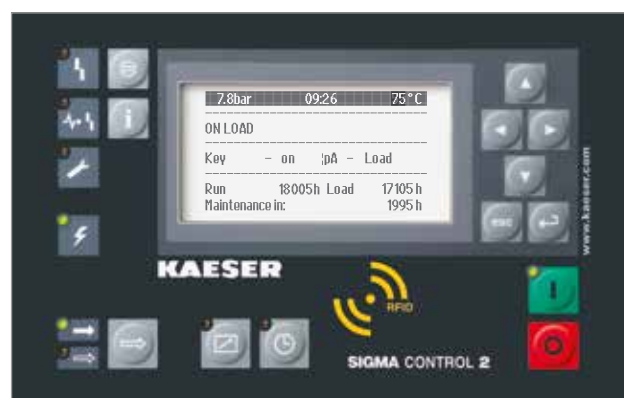 7.8bar 09:26 75°C
ON LOAD
Key - on ¦pA - Load
Run 18005h Load 17105 h
Maintenance in: 1995 h
esc
www.kaeser.com
KAESER
RFID
I
O
SIGMA CONTROL 2